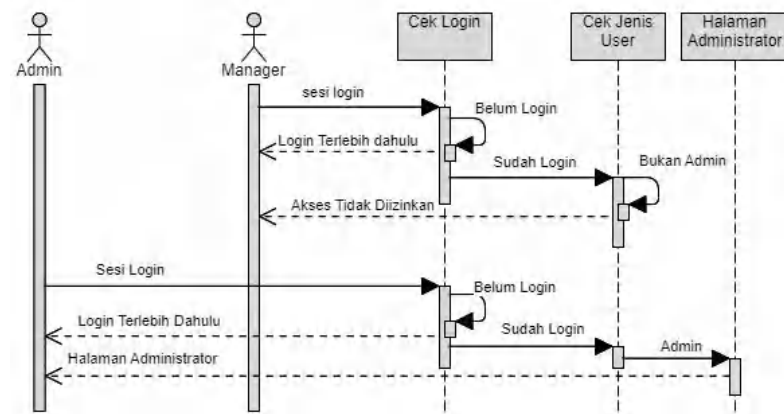 Cek Login
Cek Jenis
User
Halaman
Administrator
Admin
Manager
sesi login
Belum Login
Login Terlebih dahulu
Sudah Login
Bukan Admin
Akses Tidak Diizinkan
Sesi Login
Belum Login
Login Terlebih Dahulu
Sudah Login
Admin
Halaman Administrator